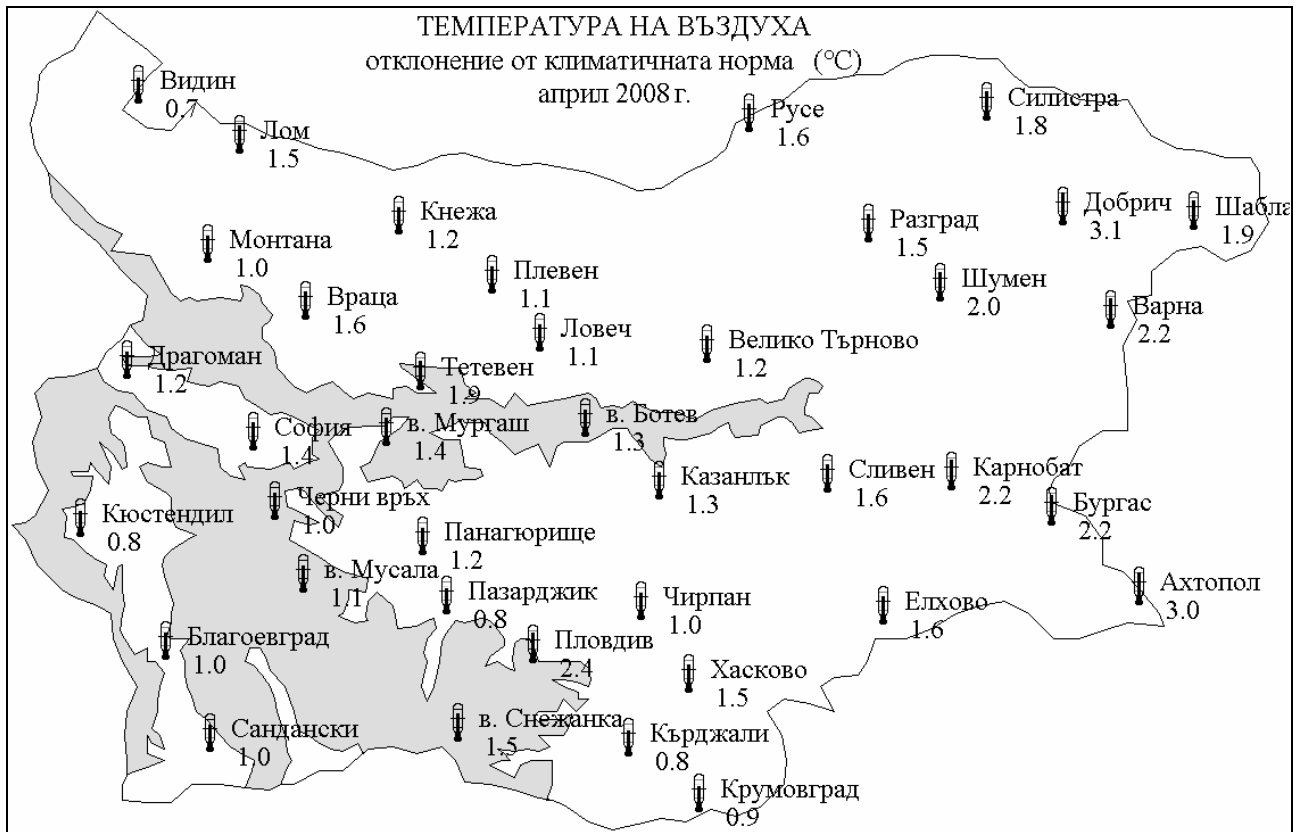 ТЕМПЕРАТУРА НА ВЪЗДУХА
отклонение от климатичната норма (°C)
април 2008 г.
Видин
0.7
Лом
1.5
Русе
1.6
Силистра
1.8
Кнежа
1.2
Монтана
1.0
Враца
1.6
Плевен
1.1
Ловеч
1.1
Разград
1.5
Добрич
3.1
Шабла
1.9
Шумен
2.0
Варна
2.2
Велико Търново
1.2
Драгоман
1.2
Тетевен
1.9
София
1.4
в. Мургаш
1.4
в. Ботев
1.3
Казанлък
1.3
Сливен
1.6
Карнобат
2.2
Бургас
2.2
Черни връх
1.0
Кюстендил
0.8
Панагюрище
1.2
в. Мусала
1.1
Пазарджик
0.8
Чирпан
1.0
Елхово
1.6
Ахтопол
3.0
Благоевград
1.0
Пловдив
2.4
Хасково
1.5
Сандански
1.0
в. Снежанка
1.5
Кърджали
0.8
Крумовград
0.9